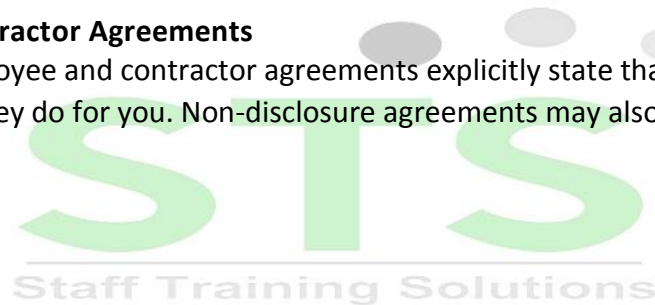 ractor Agreements
oyee and contractor agreements explicitly state tha
ey do for you. Non-disclosure agreements may also
STS
Staff Training Solutions